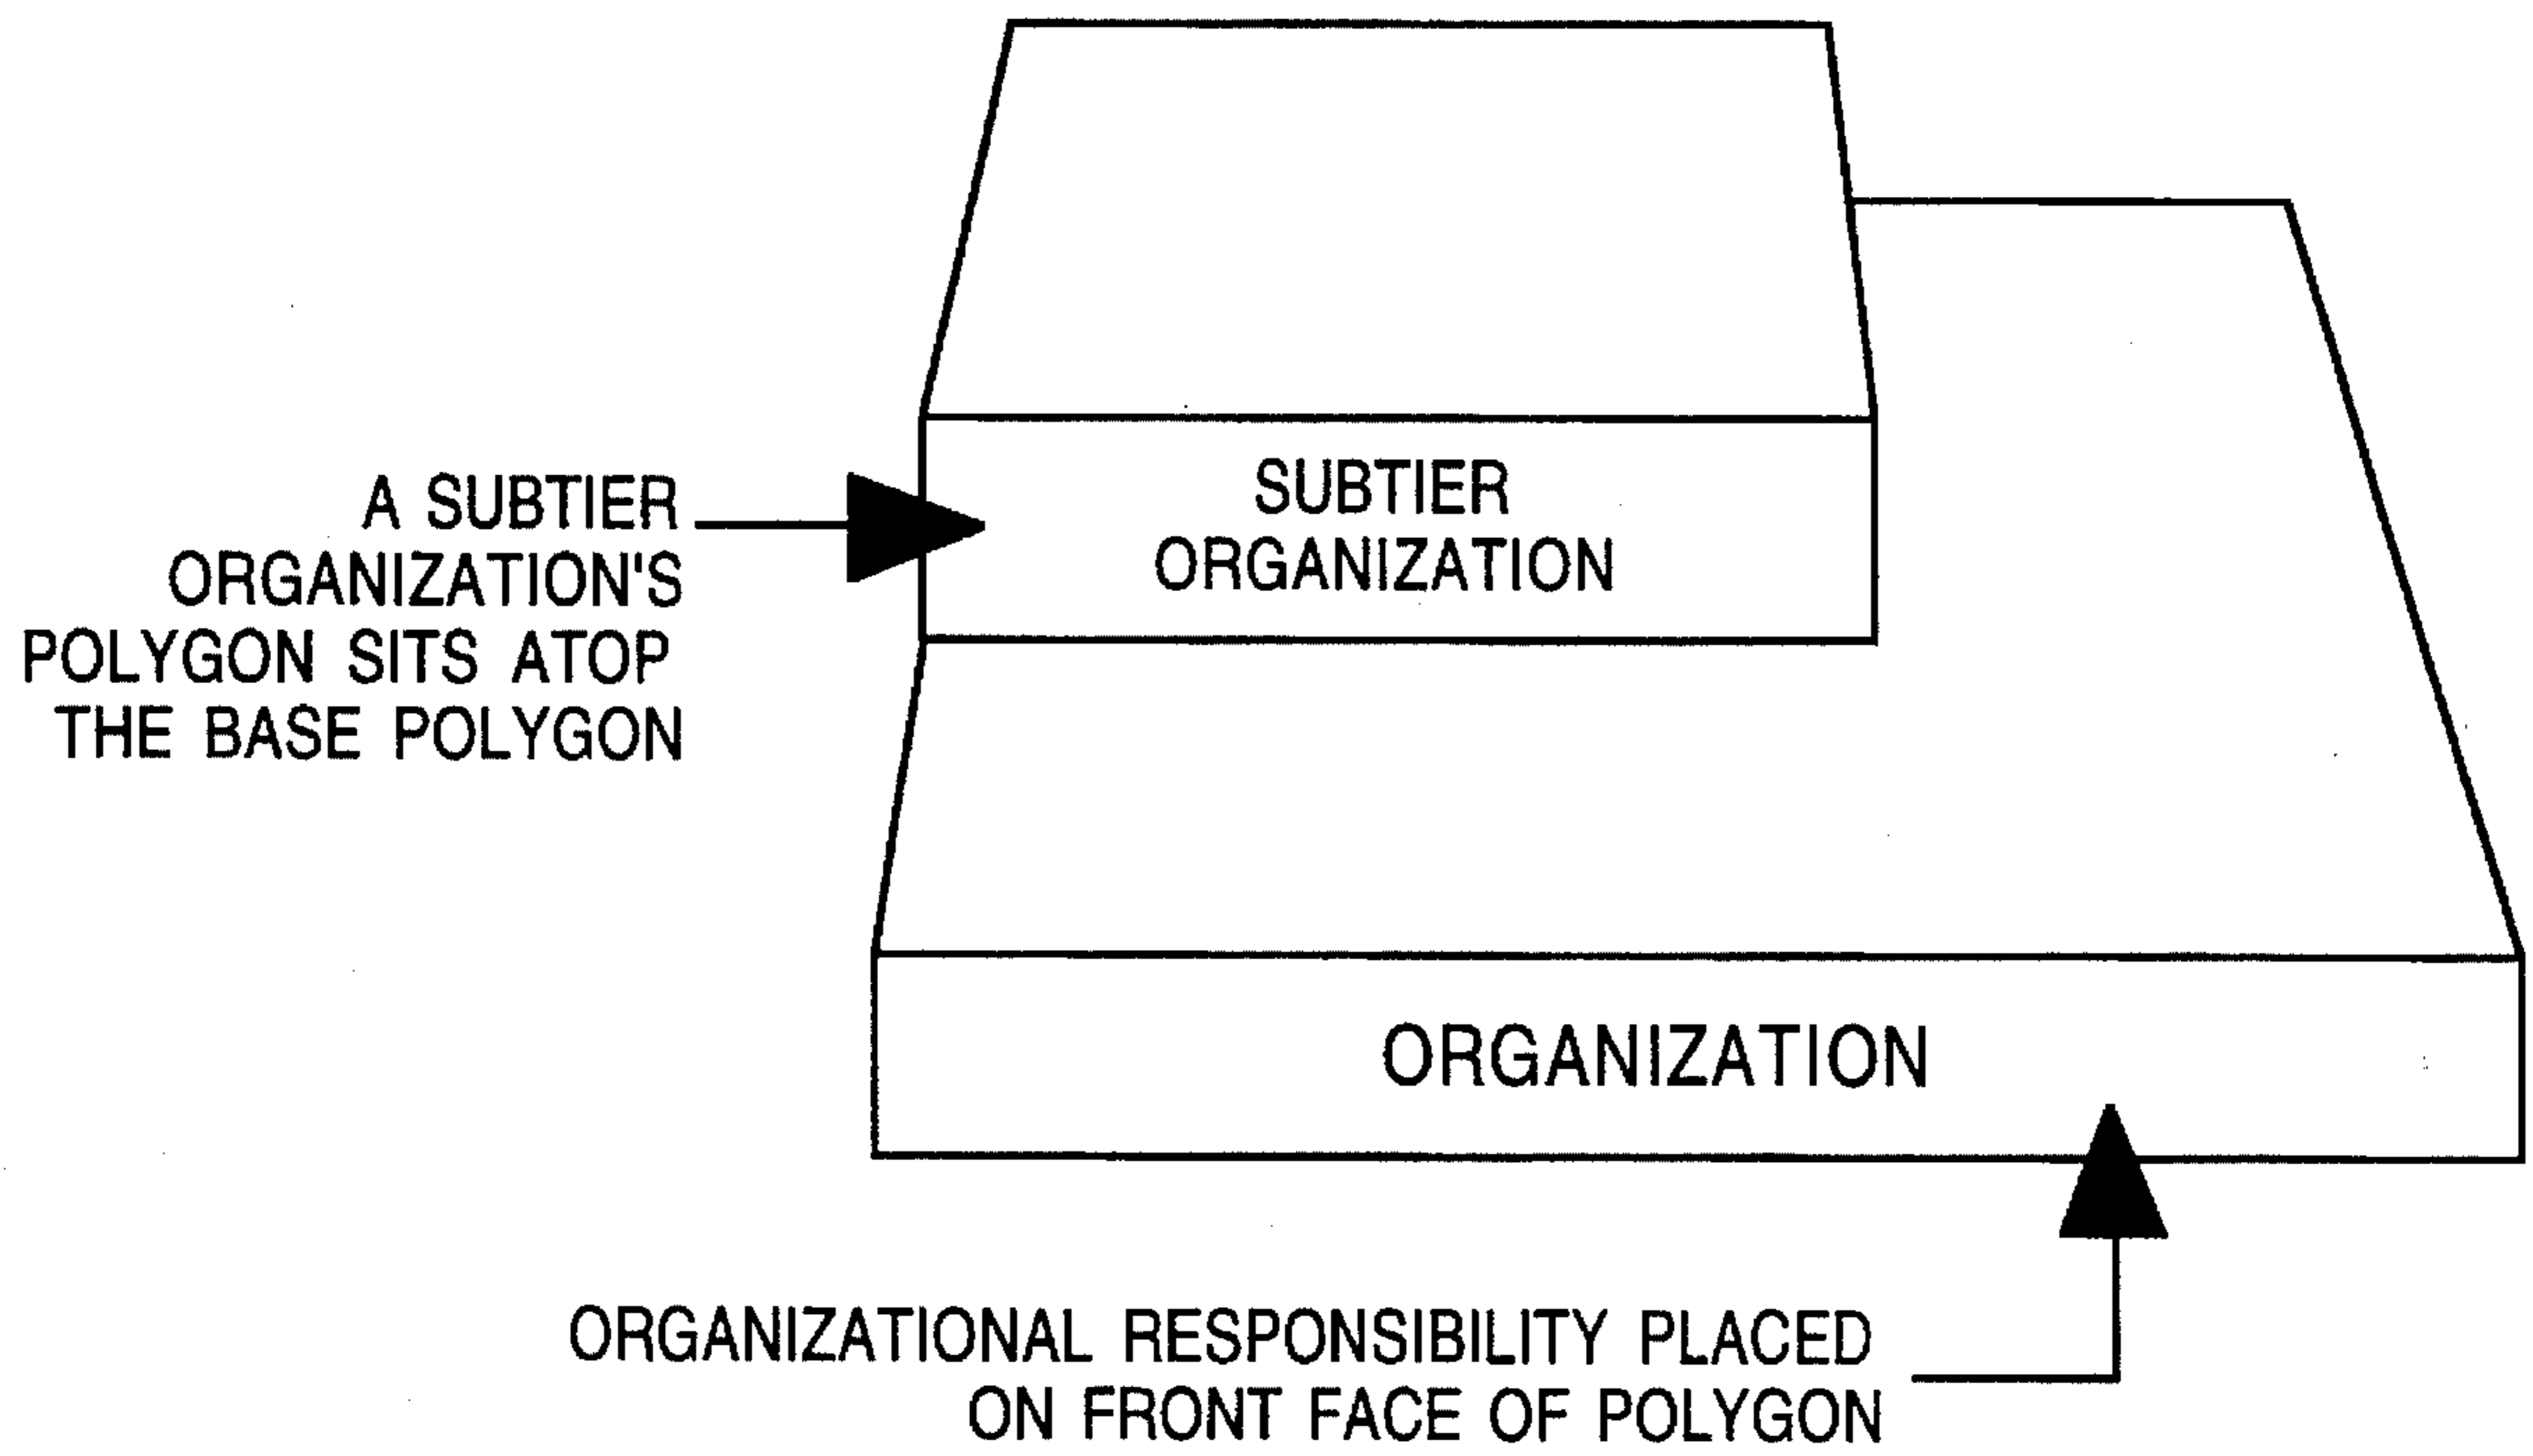 SUBTIER
ORGANIZATION
A SUBTIER
ORGANIZATION'S
POLYGON SITS ATOP
THE BASE POLYGON
ORGANIZATION
ORGANIZATIONAL RESPONSIBILITY PLACED
ON FRONT FACE OF POLYGON